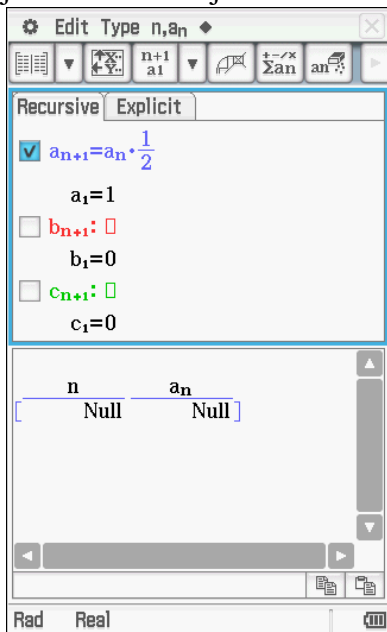 Edit Type n,aₙ ◆
n+1 a1 +-/× Σan an
Recursive Explicit
aₙ₊₁=aₙ·1/2
a₁=1
bₙ₊₁: □
b₁=0
cₙ₊₁: □
c₁=0
n aₙ
[ Null Null ]
Rad Real